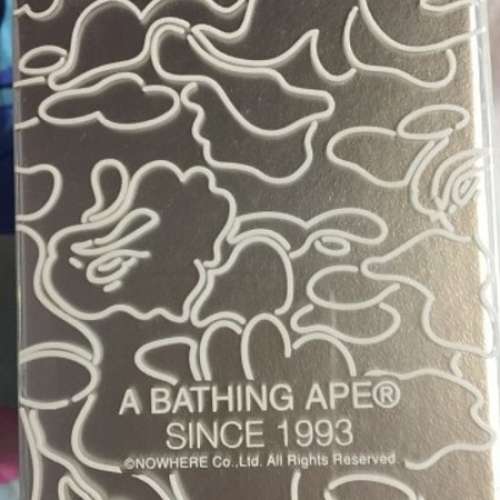 A BATHING APE®
SINCE 1993
©NOWHERE Co.,Ltd. All Rights Reserved.